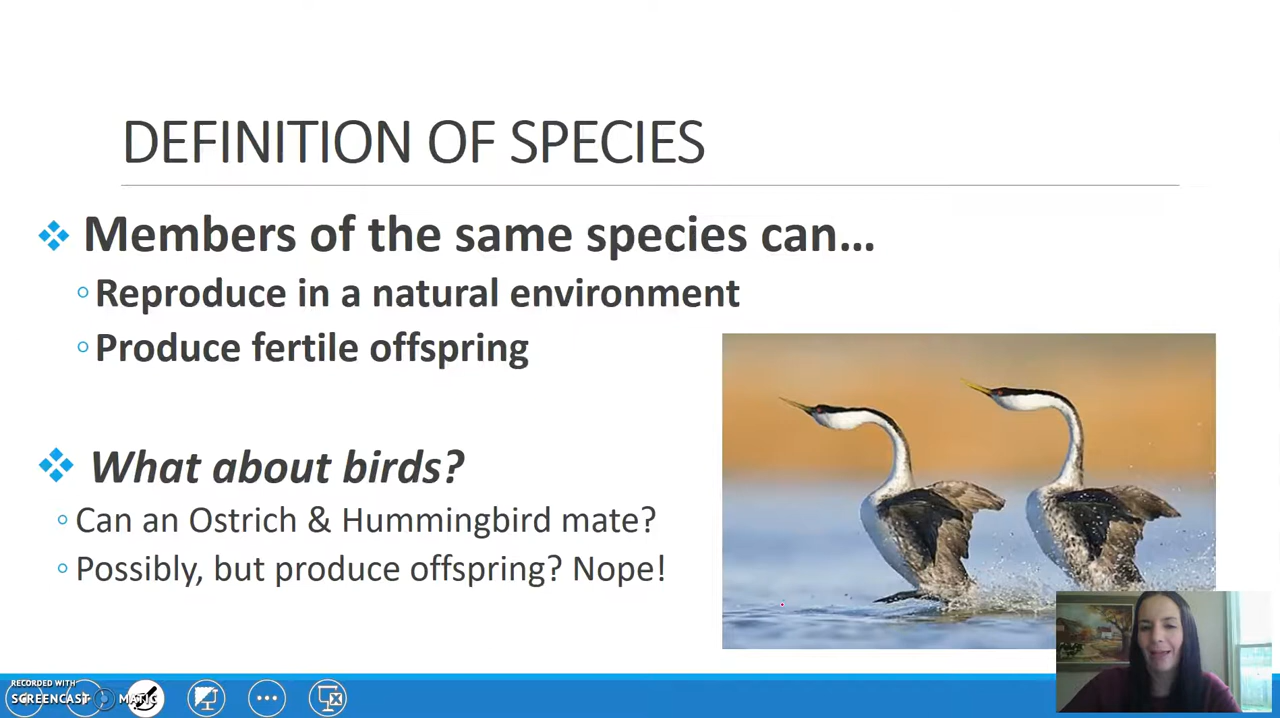 DEFINITION OF SPECIES
Members of the same species can...
Reproduce in a natural environment
Produce fertile offspring
What about birds?
Can an Ostrich & Hummingbird mate?
Possibly, but produce offspring? Nope!
RECORDED WITH
SCREENCAST MATIC